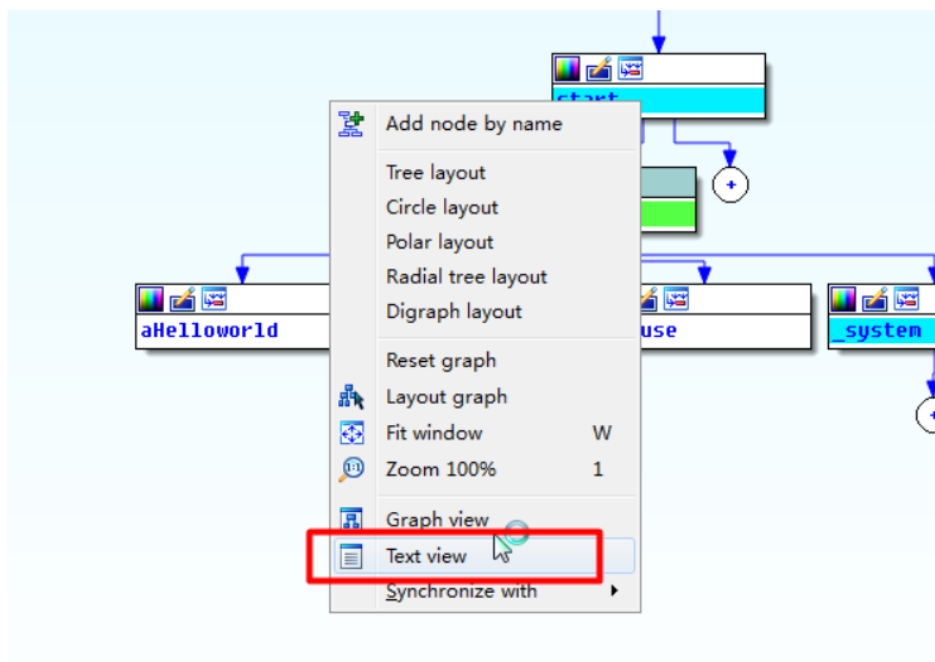 start
Add node by name
Tree layout
Circle layout
Polar layout
Radial tree layout
aHelloworld
use
_system
Digraph layout
Reset graph
Layout graph
Fit window W
Zoom 100% 1
Graph view
Text view
Synchronize with